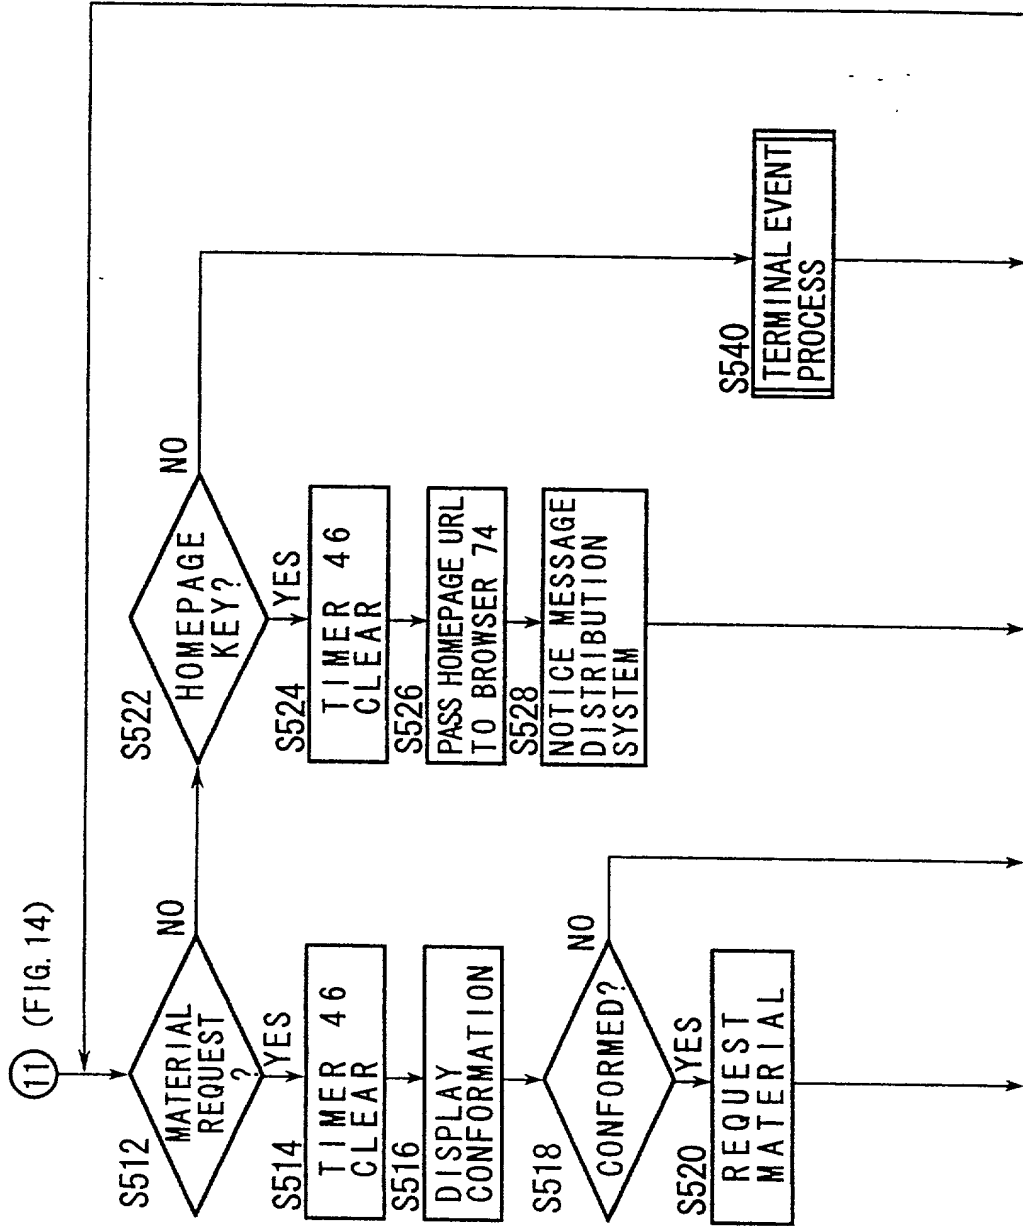 11 (FIG. 14)
S512
MATERIAL
REQUEST
?
NO
YES
S514
TIMER 46
CLEAR
S516
DISPLAY
CONFORMATION
S518
CONFORMED?
NO
YES
S520
REQUEST
MATERIAL
S522
HOMEPAGE
KEY?
NO
YES
S524
TIMER 46
CLEAR
S526
PASS HOMEPAGE URL
TO BROWSER 74
S528
NOTICE MESSAGE
DISTRIBUTION
SYSTEM
S540
TERMINAL EVENT
PROCESS